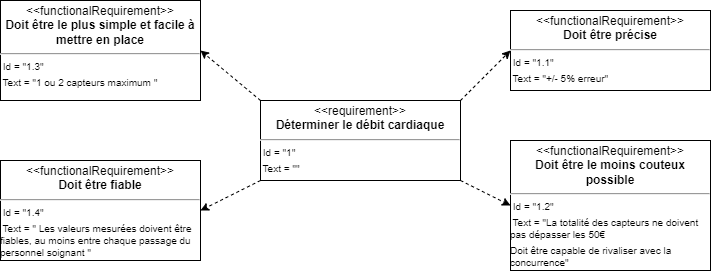 <<functionalRequirement>>
Doit être le plus simple et facile à
mettre en place
Id = "1.3"
Text = "1 ou 2 capteurs maximum "
<<functionalRequirement>>
Doit être précise
Id = "1.1"
Text = "+/- 5% erreur"
<<requirement>>
Déterminer le débit cardiaque
Id = "1"
Text = ""
<<functionalRequirement>>
Doit être fiable
Id = "1.4"
Text = " Les valeurs mesurées doivent être
fiables, au moins entre chaque passage du
personnel soignant "
<<functionalRequirement>>
Doit être le moins couteux
possible
Id = "1.2"
Text = "La totalité des capteurs ne doivent
pas dépasser les 50€
Doit être capable de rivaliser avec la
concurrence"